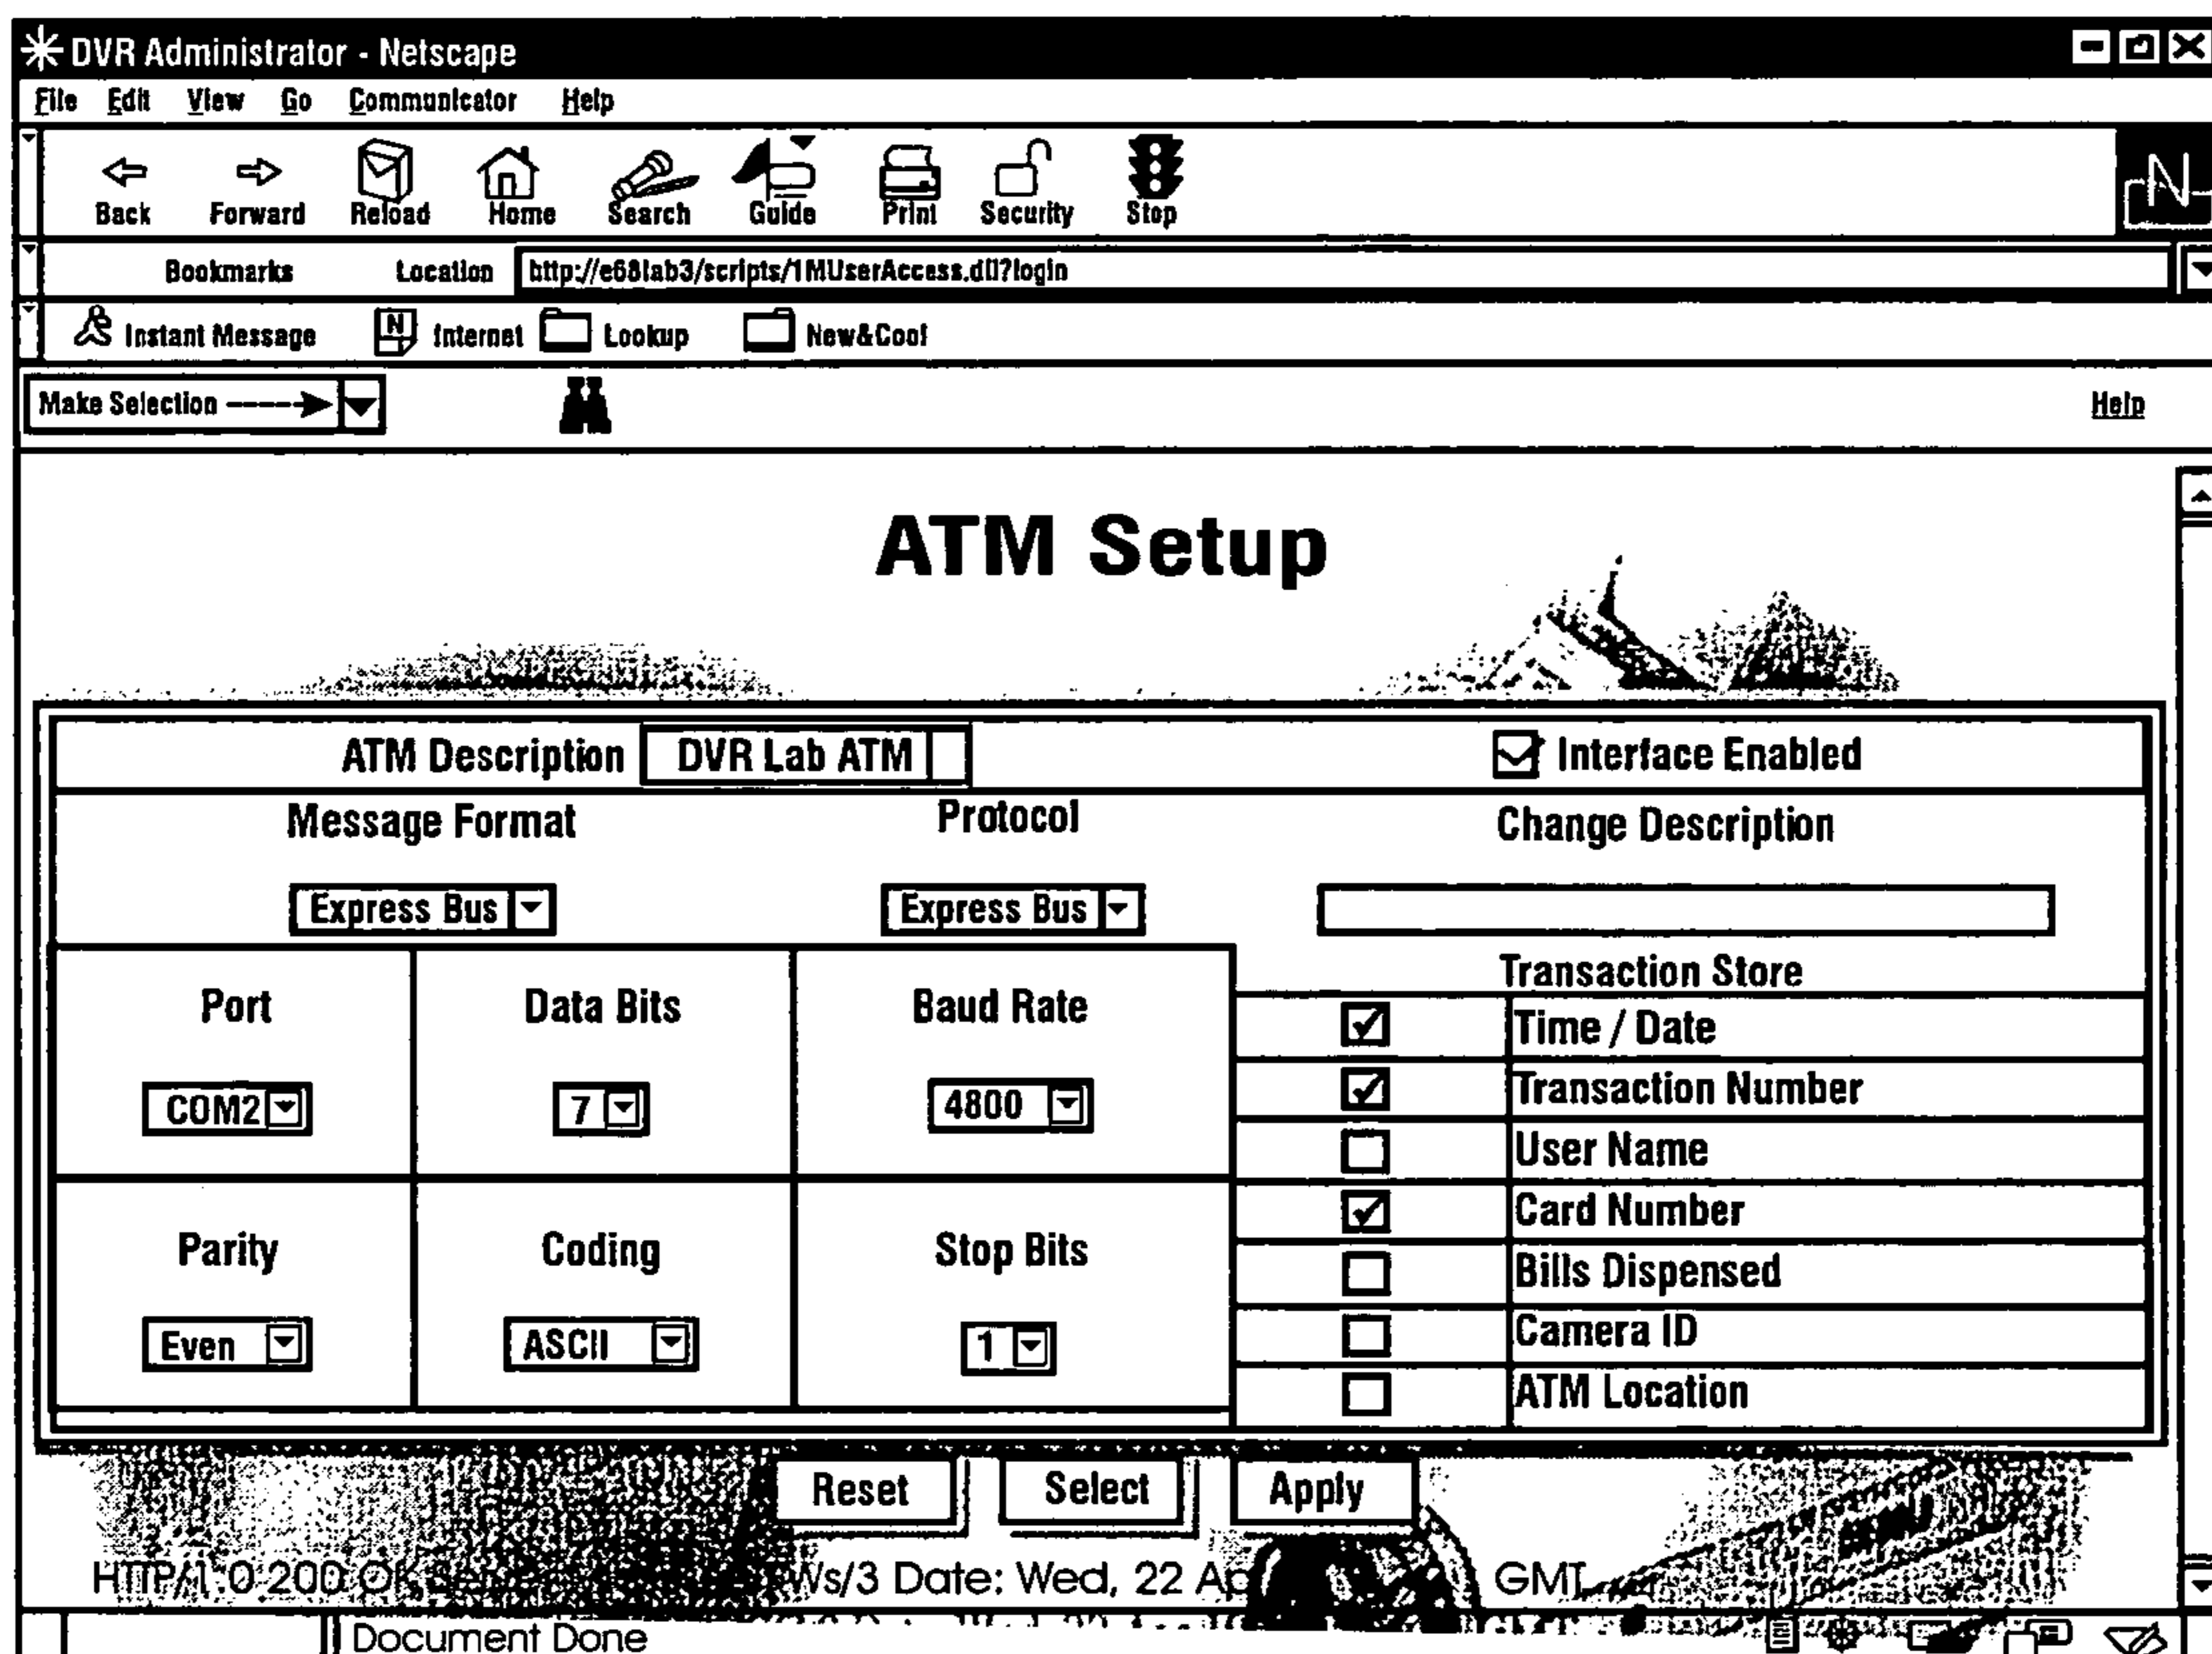 DVR Administrator - Netscape
File Edit View Go Communicator Help
Back Forward Reload Home Search Guide Print Security Stop
N
Bookmarks Location http://e68lab3/scripts/1MUserAccess.dll?login
Instant Message N Internet Lookup New&Cool
Make Selection Help
ATM Setup
ATM Description DVR Lab ATM Interface Enabled
Message Format Protocol Change Description
Express Bus Express Bus
Transaction Store
Port Data Bits Baud Rate
Time / Date
COM2 7 4800
Transaction Number
User Name
Card Number
Parity Coding Stop Bits
Bills Dispensed
Even ASCII 1
Camera ID
ATM Location
Reset Select Apply
HTTP/1.0 200 OK Ws/3 Date: Wed, 22 Ap GMT
Document Done